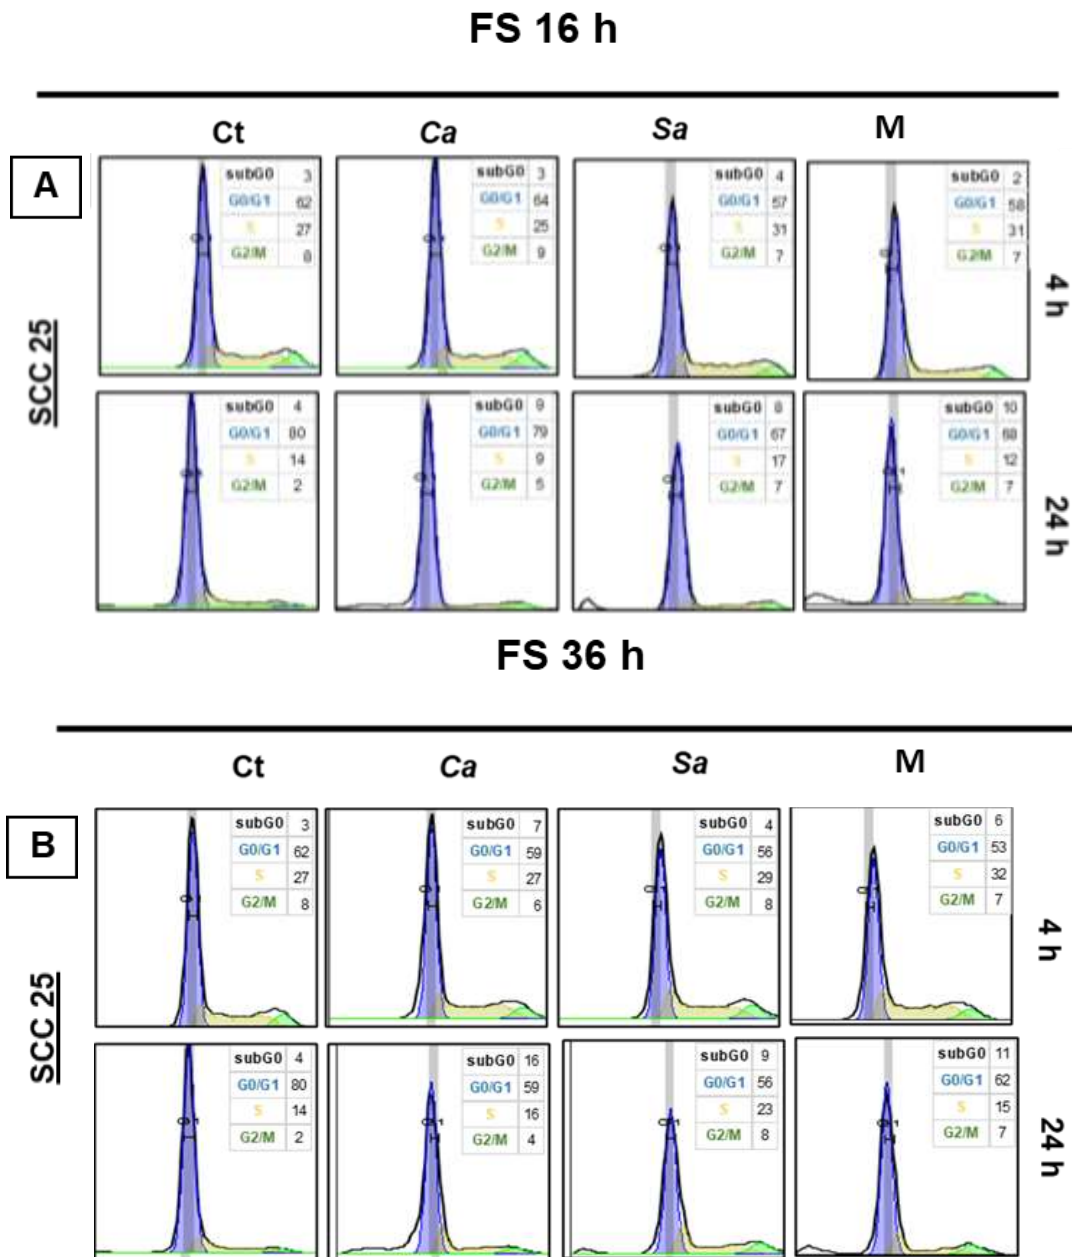 FS 16 h
Ct Ca Sa M
A
subG0 3
G0/G1 62
S 27
G2/M 8
subG0 3
G0/G1 64
S 25
G2/M 9
subG0 4
G0/G1 57
S 31
G2/M 7
subG0 2
G0/G1 58
S 31
G2/M 7
4 h
SCC 25
subG0 4
G0/G1 80
S 14
G2/M 2
subG0 9
G0/G1 79
S 9
G2/M 5
subG0 8
G0/G1 67
S 17
G2/M 7
subG0 10
G0/G1 68
S 12
G2/M 7
24 h
FS 36 h
Ct Ca Sa M
B
subG0 3
G0/G1 62
S 27
G2/M 8
subG0 7
G0/G1 59
S 27
G2/M 6
subG0 4
G0/G1 56
S 29
G2/M 8
subG0 6
G0/G1 53
S 32
G2/M 7
4 h
SCC 25
subG0 4
G0/G1 80
S 14
G2/M 2
subG0 16
G0/G1 59
S 16
G2/M 4
subG0 9
G0/G1 56
S 23
G2/M 8
subG0 11
G0/G1 62
S 15
G2/M 7
24 h